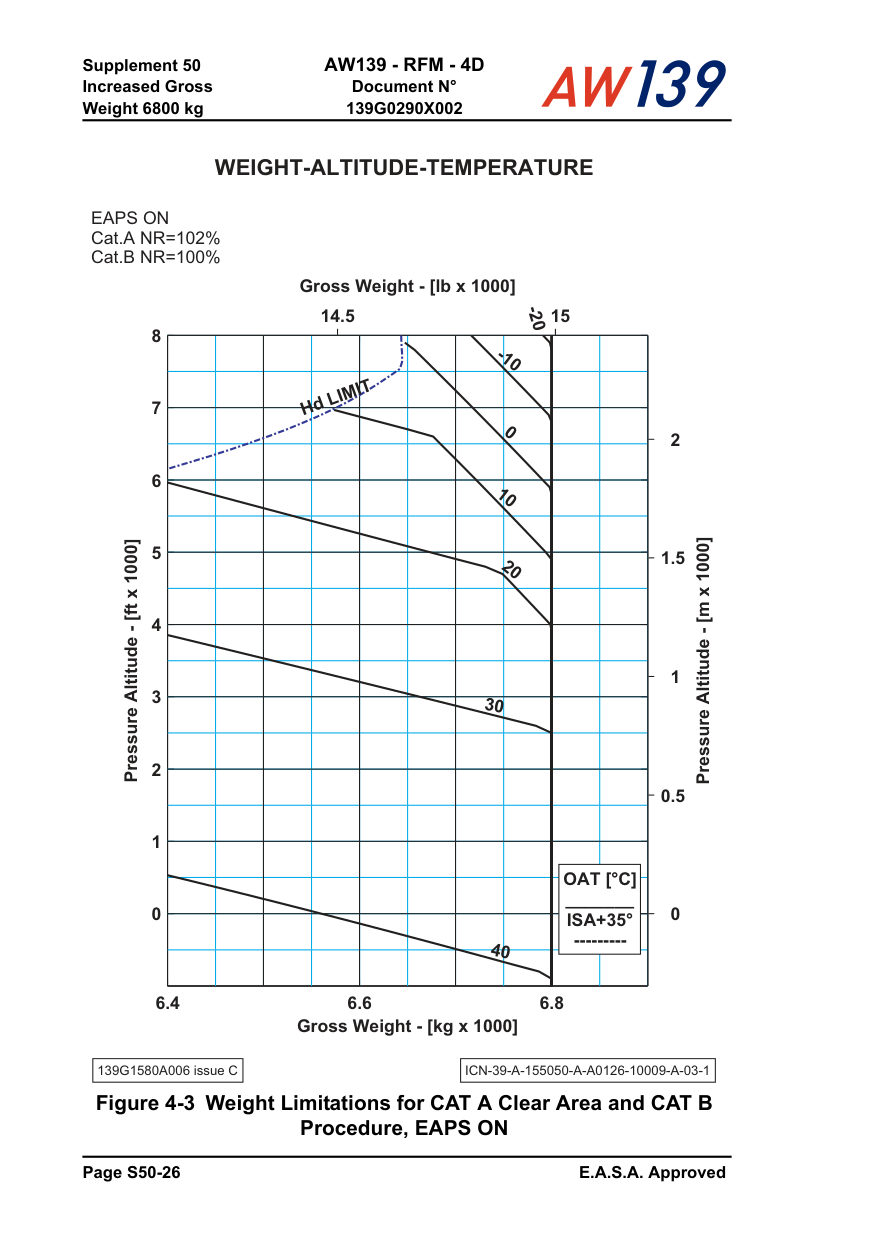 Supplement 50
Increased Gross
Weight 6800 kg
AW139 - RFM - 4D
Document N°
139G0290X002
AW139
WEIGHT-ALTITUDE-TEMPERATURE
EAPS ON
Cat.A NR=102%
Cat.B NR=100%
Gross Weight - [lb x 1000]
14.5
-20
15
8
7
6
5
4
3
2
1
0
Pressure Altitude - [ft x 1000]
Hd LIMIT
-10
0
10
20
30
40
2
1.5
1
0.5
0
Pressure Altitude - [m x 1000]
OAT [°C]
ISA+35°
---------
6.4
6.6
6.8
Gross Weight - [kg x 1000]
139G1580A006 issue C
ICN-39-A-155050-A-A0126-10009-A-03-1
Figure 4-3 Weight Limitations for CAT A Clear Area and CAT B
Procedure, EAPS ON
Page S50-26
E.A.S.A. Approved